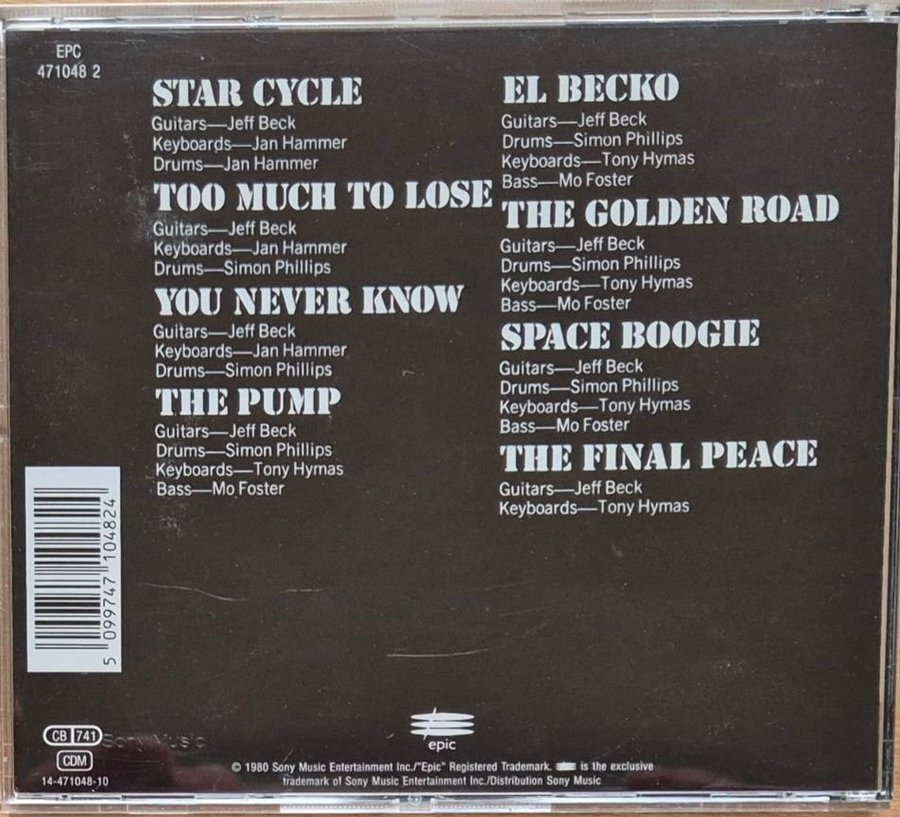 EPC
471048 2
STAR CYCLE
Guitars—Jeff Beck
Keyboards—Jan Hammer
Drums—Jan Hammer
TOO MUCH TO LOSE
Guitars—Jeff Beck
Keyboards—Jan Hammer
Drums—Simon Phillips
YOU NEVER KNOW
Guitars—Jeff Beck
Keyboards—Jan Hammer
Drums—Simon Phillips
THE PUMP
Guitars—Jeff Beck
Drums—Simon Phillips
Keyboards—Tony Hymas
Bass—Mo Foster
EL BECKO
Guitars—Jeff Beck
Drums—Simon Phillips
Keyboards—Tony Hymas
Bass—Mo Foster
THE GOLDEN ROAD
Guitars—Jeff Beck
Drums—Simon Phillips
Keyboards—Tony Hymas
Bass—Mo Foster
SPACE BOOGIE
Guitars—Jeff Beck
Drums—Simon Phillips
Keyboards—Tony Hymas
Bass—Mo Foster
THE FINAL PEACE
Guitars—Jeff Beck
Keyboards—Tony Hymas
5 099747 104824
CB 741
Sony Music
CDM
14-471048-10
epic
© 1980 Sony Music Entertainment Inc./"Epic" Registered Trademark. is the exclusive
trademark of Sony Music Entertainment Inc./Distribution Sony Music